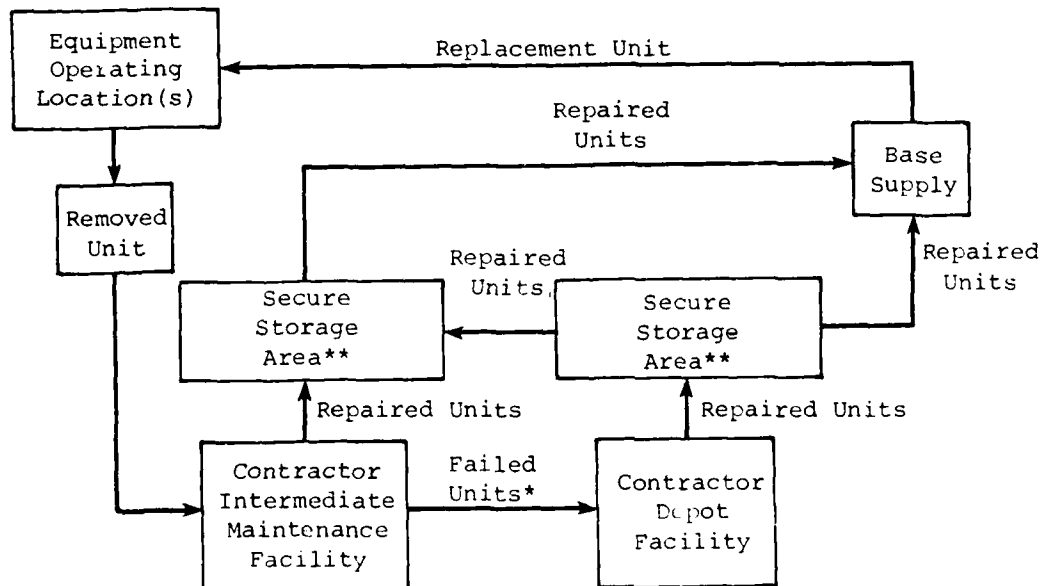 Equipment
Operating
Location(s)
Replacement Unit
Repaired
Units
Base
Supply
Removed
Unit
Repaired
Units
Repaired
Units
Secure
Storage
Area**
Secure
Storage
Area**
Repaired Units
Repaired Units
Contractor
Intermediate
Maintenance
Facility
Failed
Units*
Contractor
Depot
Facility